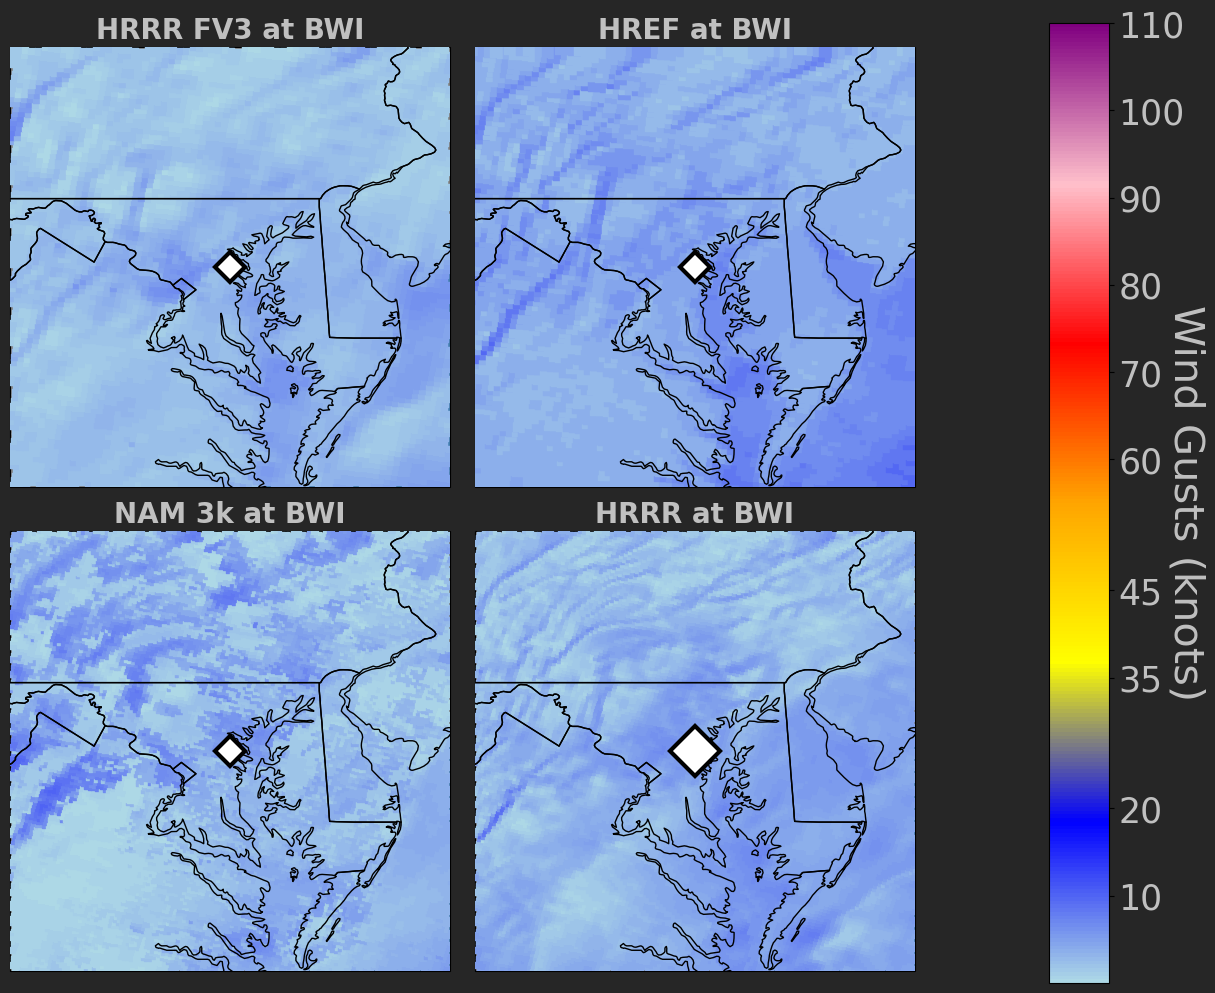 HRRR FV3 at BWI
HREF at BWI
NAM 3k at BWI
HRRR at BWI
110
100
90
80
70
60
45
35
20
10
Wind Gusts (knots)